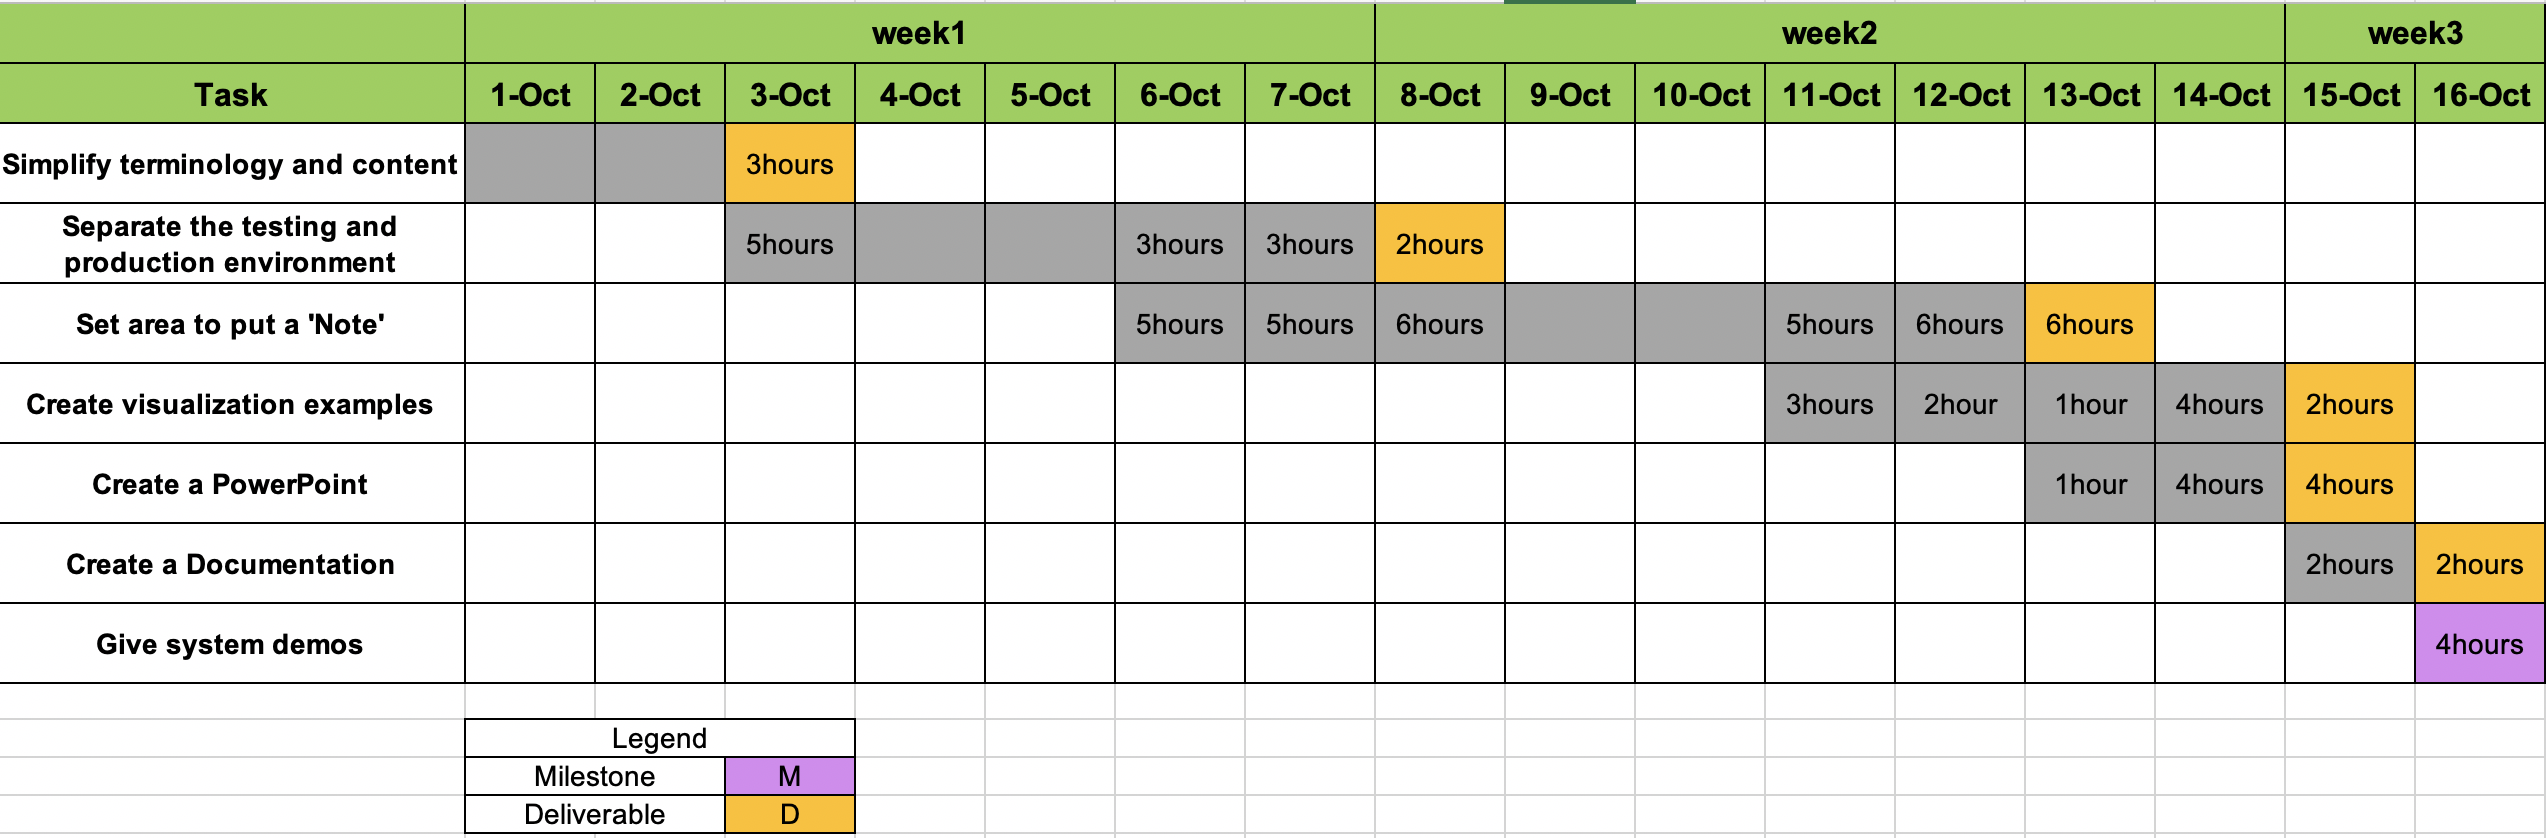 week1 week2 week3
Task 1-Oct 2-Oct 3-Oct 4-Oct 5-Oct 6-Oct 7-Oct 8-Oct 9-Oct 10-Oct 11-Oct 12-Oct 13-Oct 14-Oct 15-Oct 16-Oct
Simplify terminology and content 3hours
Separate the testing and
production environment 5hours 3hours 3hours 2hours
Set area to put a 'Note' 5hours 5hours 6hours 5hours 6hours 6hours
Create visualization examples 3hours 2hour 1hour 4hours 2hours
Create a PowerPoint 1hour 4hours 4hours
Create a Documentation 2hours 2hours
Give system demos 4hours
Legend
Milestone M
Deliverable D